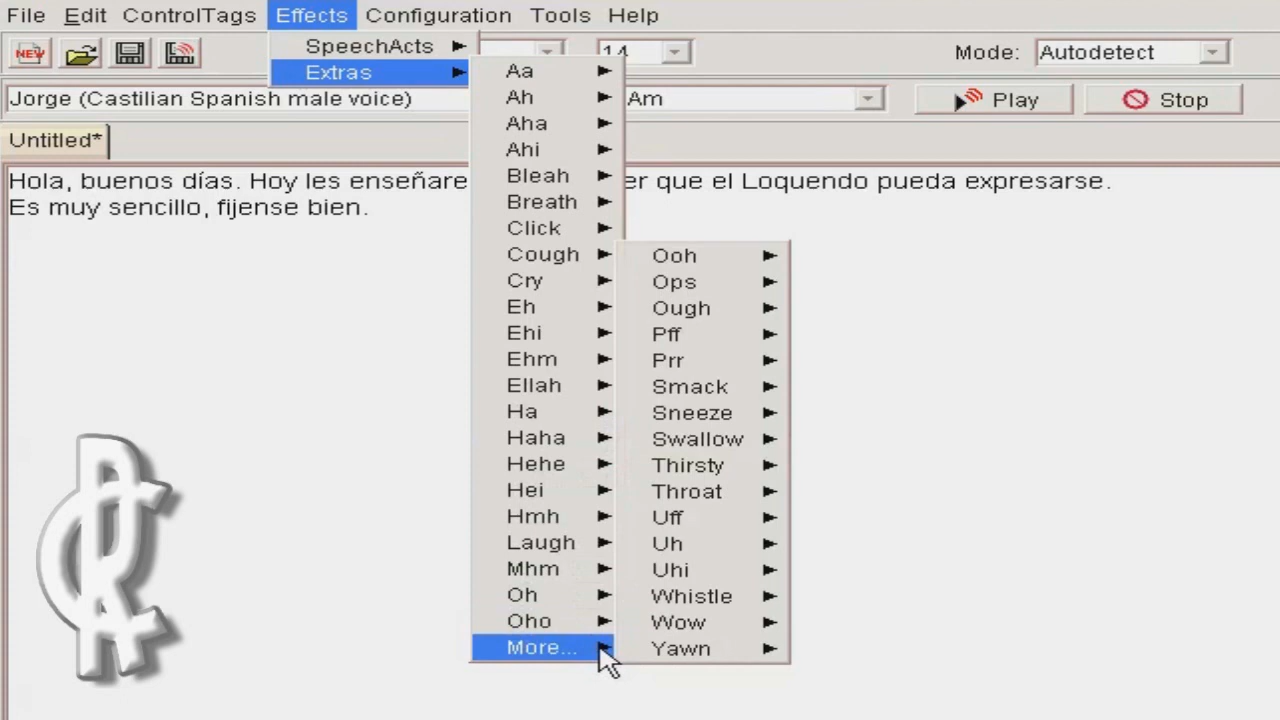 File Edit ControlTags Effects Configuration Tools Help
NEW
SpeechActs
14
Mode: Autodetect
Extras
Jorge (Castilian Spanish male voice)
Am
Play
Stop
Untitled*
Hola, buenos días. Hoy les enseñare er que el Loquendo pueda expresarse.
Es muy sencillo, fijense bien.
Aa
Ah
Aha
Ahi
Bleah
Breath
Click
Cough
Cry
Eh
Ehi
Ehm
Ellah
Ha
Haha
Hehe
Hei
Hmh
Laugh
Mhm
Oh
Oho
More...
Ooh
Ops
Ough
Pff
Prr
Smack
Sneeze
Swallow
Thirsty
Throat
Uff
Uh
Uhi
Whistle
Wow
Yawn